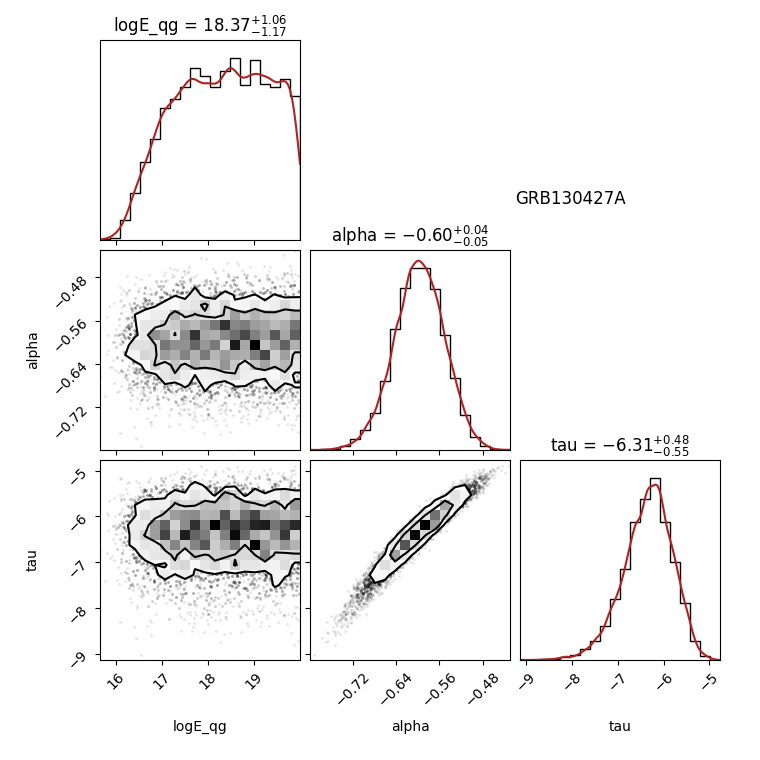 logE_qg = 18.37^{+1.06}_{-1.17}
GRB130427A
alpha = −0.60^{+0.04}_{-0.05}
−0.48
−0.56
−0.64
−0.72
alpha
tau = −6.31^{+0.48}_{-0.55}
−5
−6
−7
−8
−9
tau
16 17 18 19
−0.72 −0.64 −0.56 −0.48
−9 −8 −7 −6 −5
logE_qg alpha tau